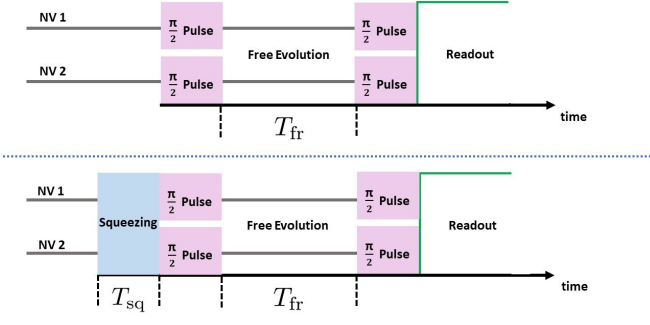 NV 1
π/2 Pulse
π/2 Pulse
Free Evolution
Readout
NV 2
π/2 Pulse
π/2 Pulse
T_fr
time
NV 1
π/2 Pulse
π/2 Pulse
Squeezing
Free Evolution
Readout
NV 2
π/2 Pulse
π/2 Pulse
T_sq
T_fr
time